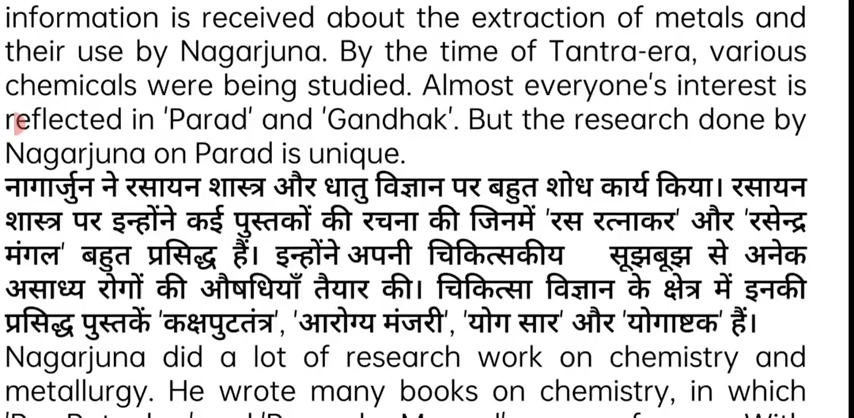 information is received about the extraction of metals and
their use by Nagarjuna. By the time of Tantra-era, various
chemicals were being studied. Almost everyone's interest is
reflected in 'Parad' and 'Gandhak'. But the research done by
Nagarjuna on Parad is unique.
नागार्जुन ने रसायन शास्त्र और धातु विज्ञान पर बहुत शोध कार्य किया। रसायन
शास्त्र पर इन्होंने कई पुस्तकों की रचना की जिनमें 'रस रत्नाकर' और 'रसेन्द्र
मंगल' बहुत प्रसिद्ध हैं। इन्होंने अपनी चिकित्सकीय सूझबूझ से अनेक
असाध्य रोगों की औषधियाँ तैयार की। चिकित्सा विज्ञान के क्षेत्र में इनकी
प्रसिद्ध पुस्तकें 'कक्षपुटतंत्र', 'आरोग्य मंजरी', 'योग सार' और 'योगाष्टक' हैं।
Nagarjuna did a lot of research work on chemistry and
metallurgy. He wrote many books on chemistry, in which